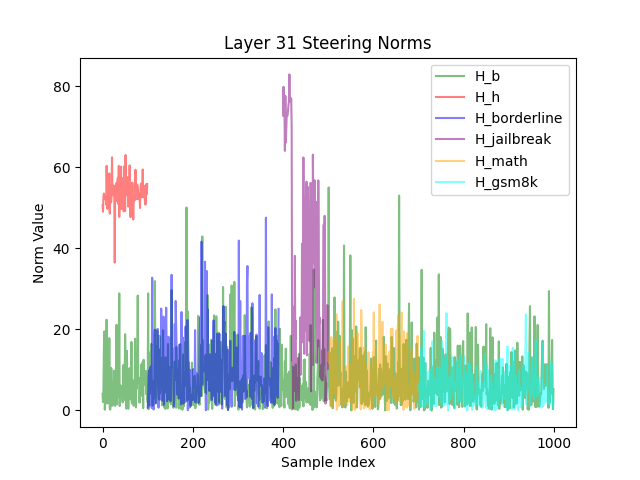 Layer 31 Steering Norms
H_b
H_h
H_borderline
H_jailbreak
H_math
H_gsm8k
Norm Value
80
60
40
20
0
0 200 400 600 800 1000
Sample Index